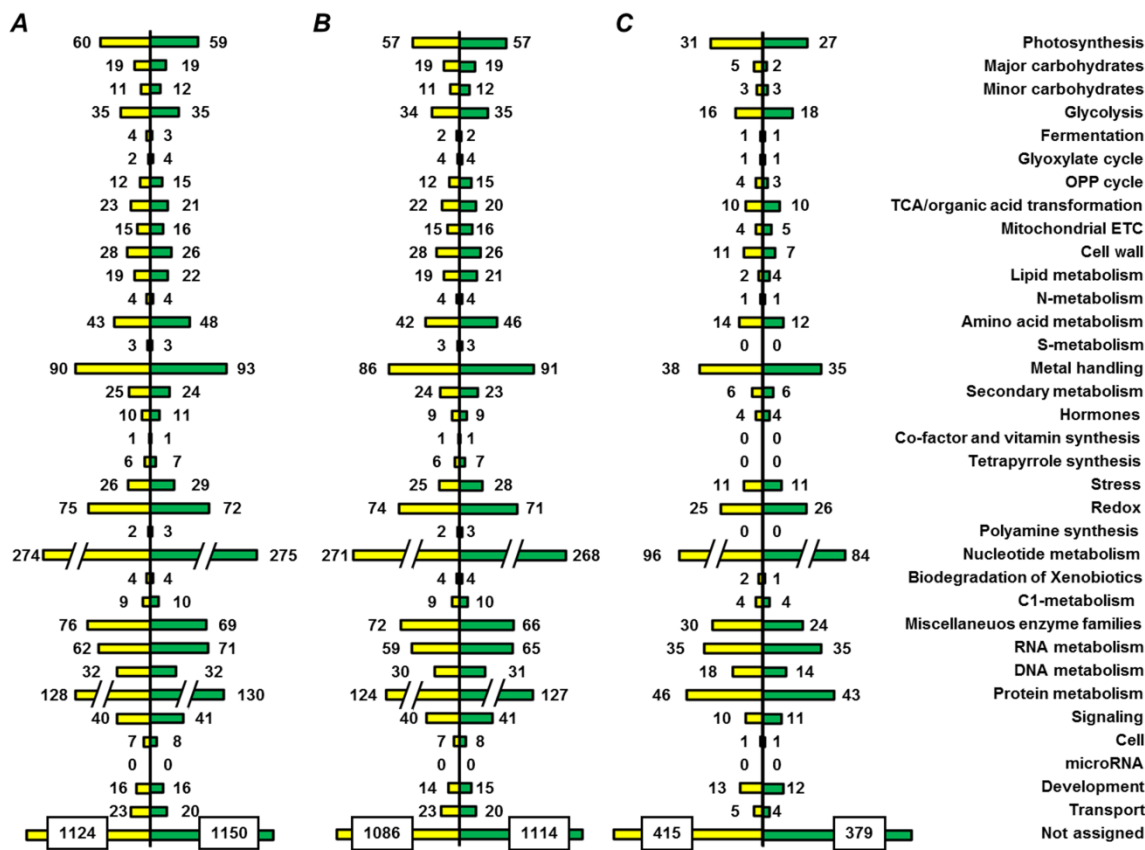 A B C
60 59 57 57 31 27 Photosynthesis
19 19 19 19 5 2 Major carbohydrates
11 12 11 12 3 3 Minor carbohydrates
35 35 34 35 16 18 Glycolysis
4 3 2 2 1 1 Fermentation
2 4 4 4 1 1 Glyoxylate cycle
12 15 12 15 4 3 OPP cycle
23 21 22 20 10 10 TCA/organic acid transformation
15 16 15 16 4 5 Mitochondrial ETC
28 26 28 26 11 7 Cell wall
19 22 19 21 2 4 Lipid metabolism
4 4 4 4 1 1 N-metabolism
43 48 42 46 14 12 Amino acid metabolism
3 3 3 3 0 0 S-metabolism
90 93 86 91 38 35 Metal handling
25 24 24 23 6 6 Secondary metabolism
10 11 9 9 4 4 Hormones
1 1 1 1 0 0 Co-factor and vitamin synthesis
6 7 6 7 0 0 Tetrapyrrole synthesis
26 29 25 28 11 11 Stress
75 72 74 71 25 26 Redox
2 3 2 3 0 0 Polyamine synthesis
274 275 271 268 96 84 Nucleotide metabolism
4 4 4 4 2 1 Biodegradation of Xenobiotics
9 10 9 10 4 4 C1-metabolism
76 69 72 66 30 24 Miscellaneuos enzyme families
62 71 59 65 35 35 RNA metabolism
32 32 30 31 18 14 DNA metabolism
128 130 124 127 46 43 Protein metabolism
40 41 40 41 10 11 Signaling
7 8 7 8 1 1 Cell
0 0 0 0 0 0 microRNA
16 16 14 15 13 12 Development
23 20 23 20 5 4 Transport
1124 1150 1086 1114 415 379 Not assigned